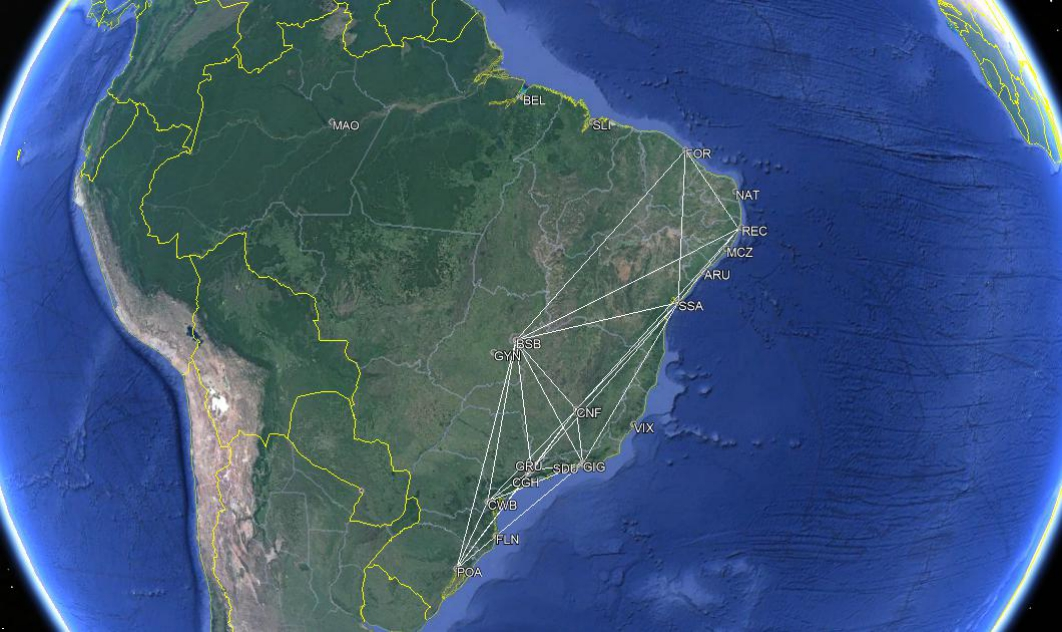 BEL
MAO
SLI
FOR
NAT
REC
MCZ
ARU
SSA
BSB
GYN
CNF
VIX
GRU
SDU
GIG
CGH
CWB
FLN
POA